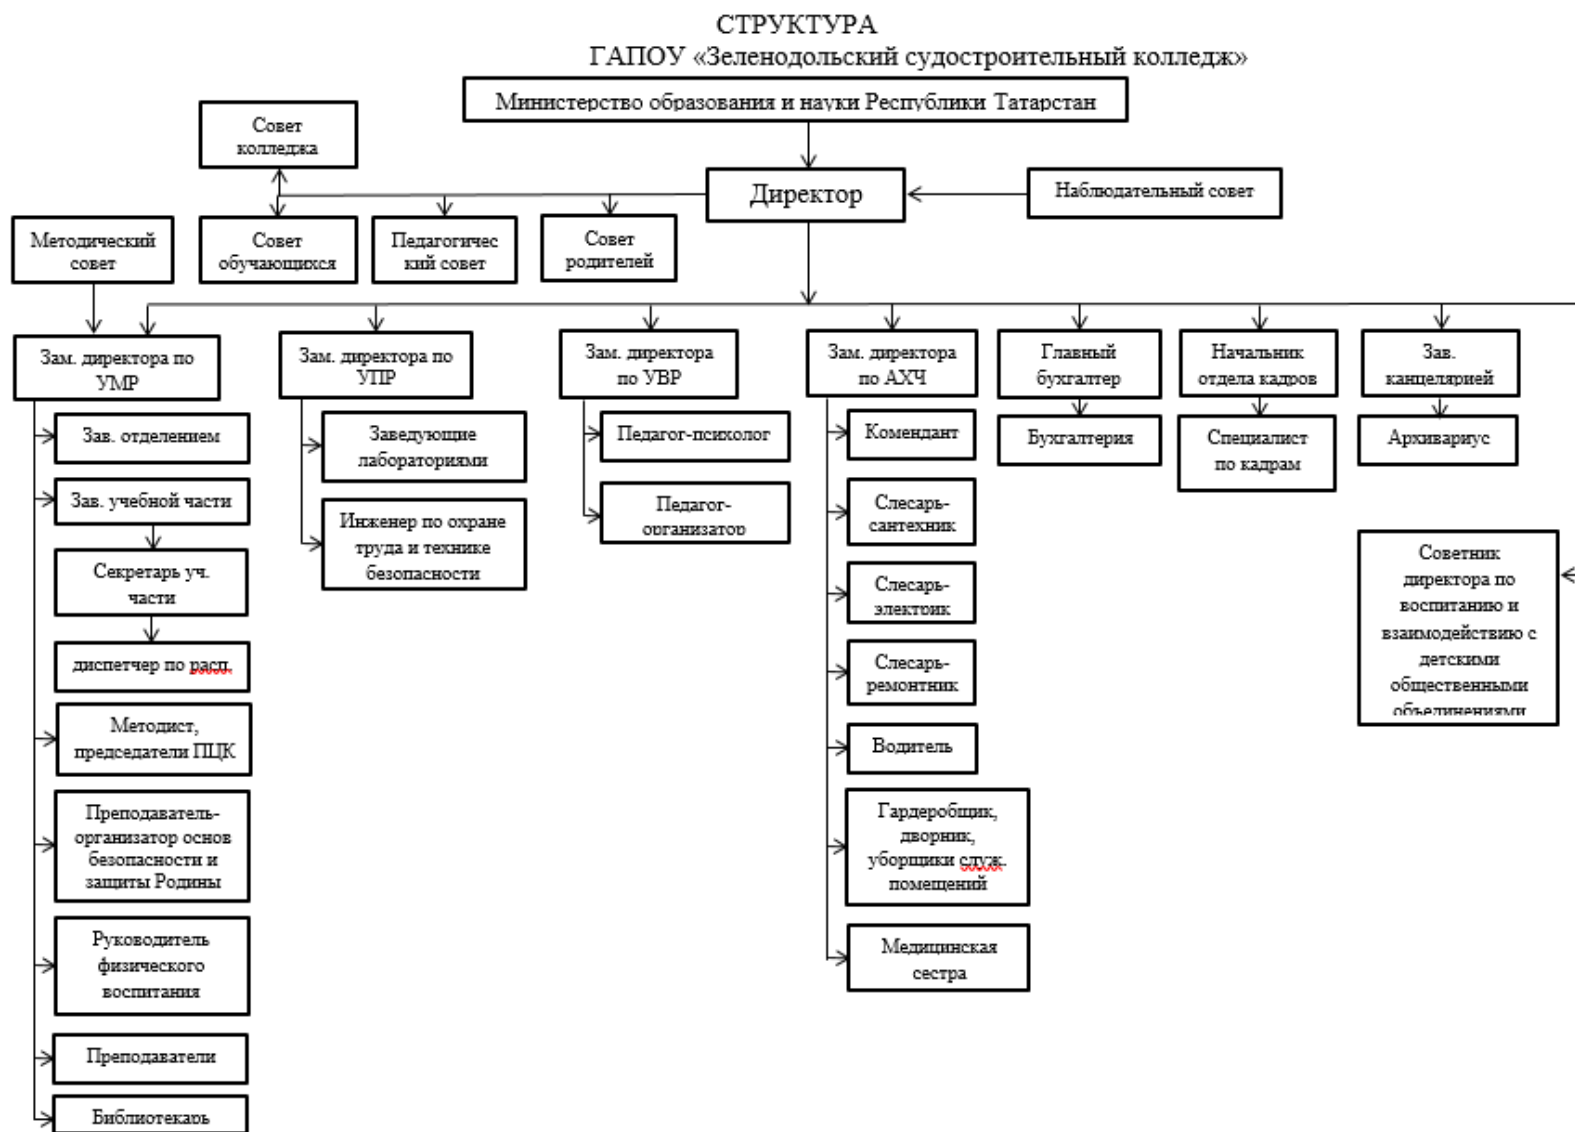 СТРУКТУРА
ГАПОУ «Зеленодольский судостроительный колледж»
Министерство образования и науки Республики Татарстан
Совет
колледжа
Директор
Наблюдательный совет
Методический
совет
Совет
обучающихся
Педагогичес
кий совет
Совет
родителей
Зам. директора по
УМР
Зам. директора по
УПР
Зам. директора
по УВР
Зам. директора
по АХЧ
Главный
бухгалтер
Начальник
отдела кадров
Зав.
канцелярией
Зав. отделением
Зав. учебной части
Секретарь уч.
части
диспетчер по расп.
Методист,
председатели ПЦК
Преподаватель-
организатор основ
безопасности и
защиты Родины
Руководитель
физического
воспитания
Преподаватели
Библиотекарь
Заведующие
лабораториями
Инженер по охране
труда и технике
безопасности
Педагог-психолог
Педагог-
организатор
Комендант
Слесарь-
сантехник
Слесарь-
электрик
Слесарь-
ремонтник
Водитель
Гардеробщик,
дворник,
уборщики служ.
помещений
Медицинская
сестра
Бухгалтерия
Специалист
по кадрам
Архивариус
Советник
директора по
воспитанию и
взаимодействию с
детскими
общественными
объединениями